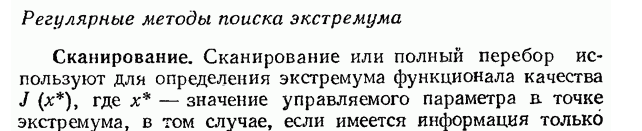 Регулярные методы поиска экстремума
Сканирование. Сканирование или полный перебор ис-
пользуют для определения экстремума функционала качества
J (x*), где x* — значение управляемого параметра в точке
экстремума, в том случае, если имеется информация только